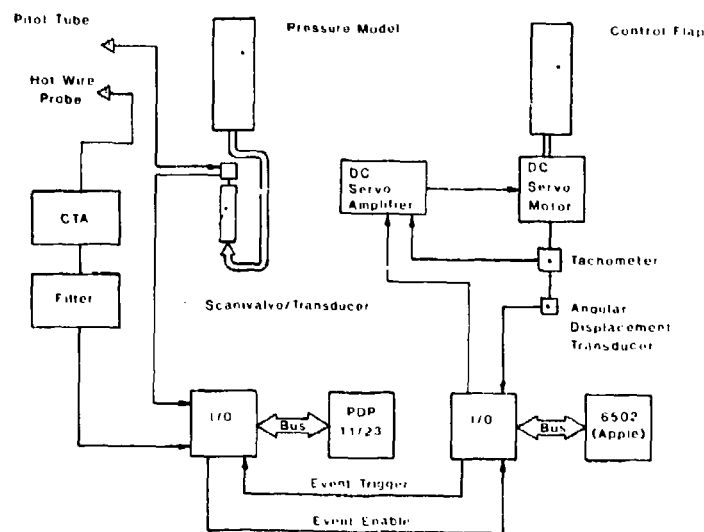 Pitot Tube
Pressure Model
Control Flap
Hot Wire
Probe
DC
Servo
Amplifier
DC
Servo
Motor
CTA
Tachometer
Filter
Scanivalve/Transducer
Angular
Displacement
Transducer
I/O
Bus
PDP
11/23
I/O
Bus
6502
(Apple)
Event Trigger
Event Enable